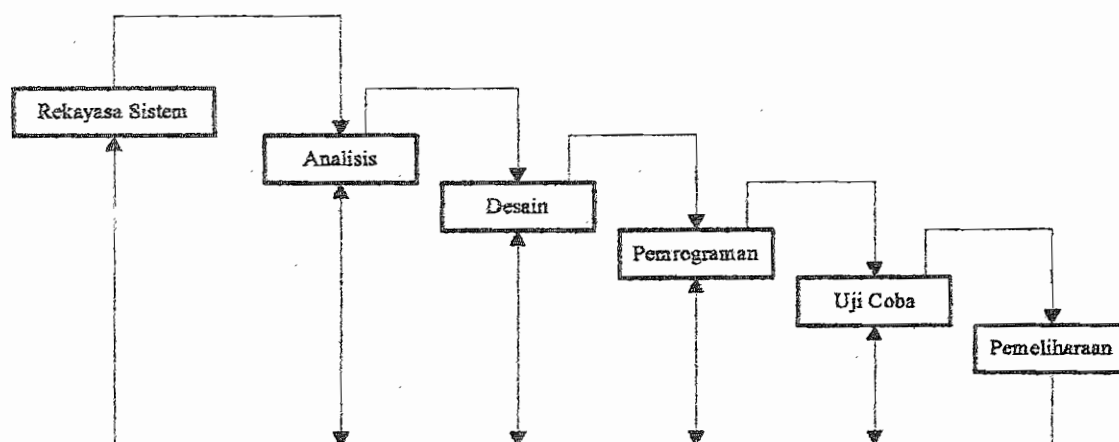 Rekayasa Sistem
Analisis
Desain
Pemrograman
Uji Coba
Pemeliharaan